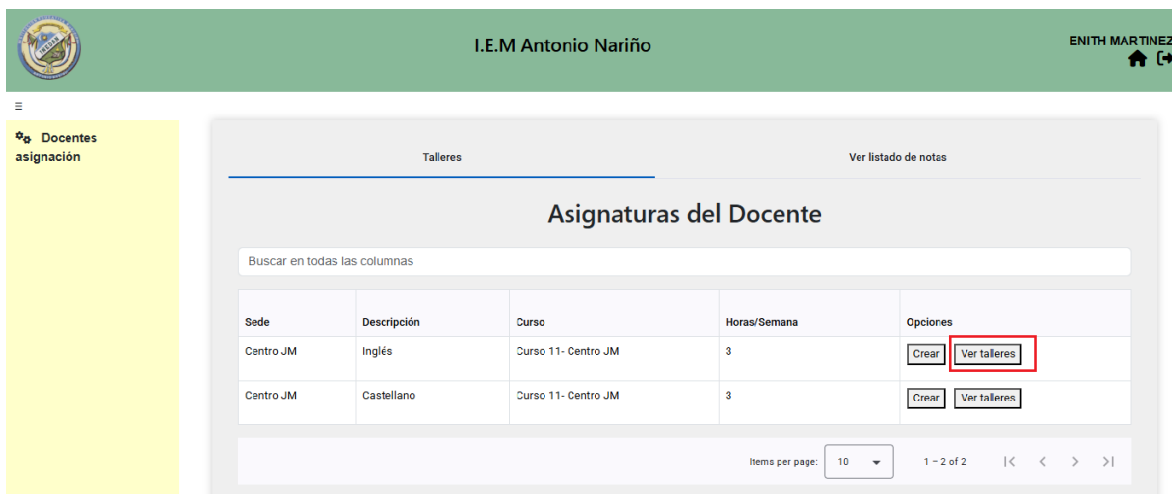 I.E.M Antonio Nariño
ENITH MARTINEZ
Docentes
asignación
Talleres
Ver listado de notas
Asignaturas del Docente
Buscar en todas las columnas
Sede Descripción Curso Horas/Semana Opciones
Centro JM Inglés Curso 11- Centro JM 3 Crear Ver talleres
Centro JM Castellano Curso 11- Centro JM 3 Crear Ver talleres
Items per page: 10 1 – 2 of 2